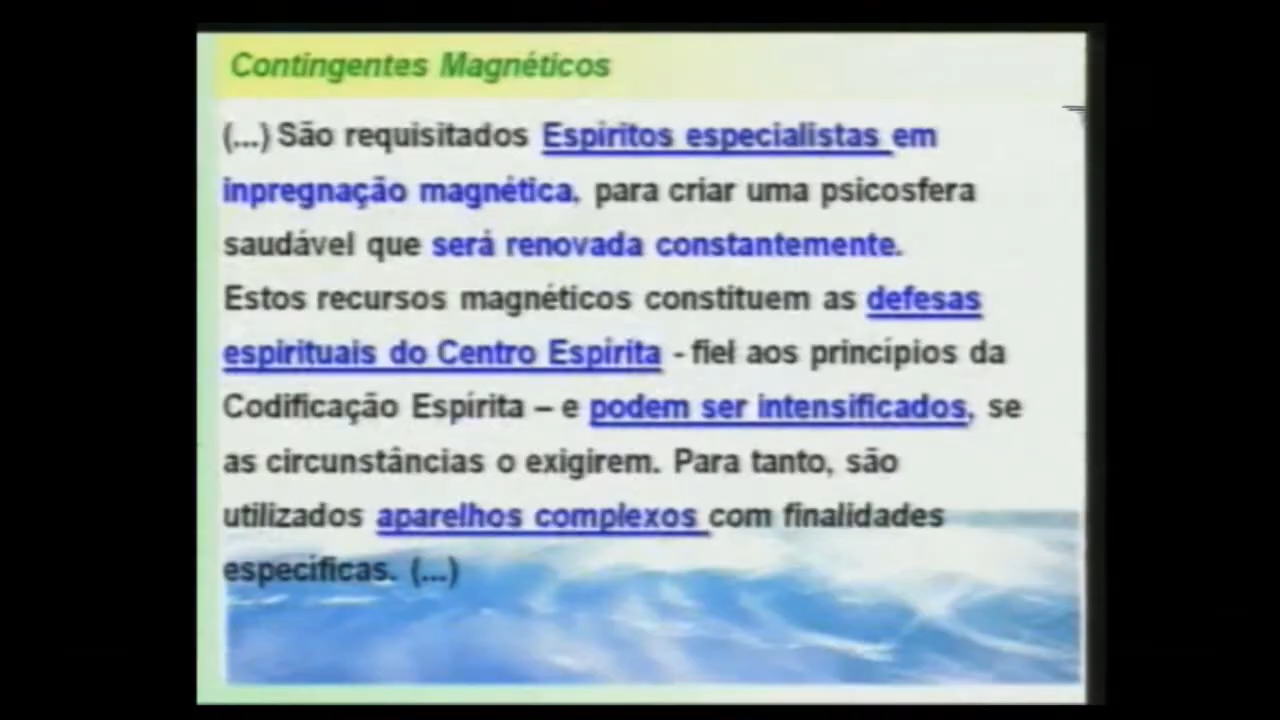 Contingentes Magnéticos
(...) São requisitados Espíritos especialistas em
inpregnação magnética, para criar uma psicosfera
saudável que será renovada constantemente.
Estos recursos magnéticos constituem as defesas
espirituais do Centro Espírita - fiel aos princípios da
Codificação Espírita – e podem ser intensificados, se
as circunstâncias o exigirem. Para tanto, são
utilizados aparelhos complexos com finalidades
específicas. (...)